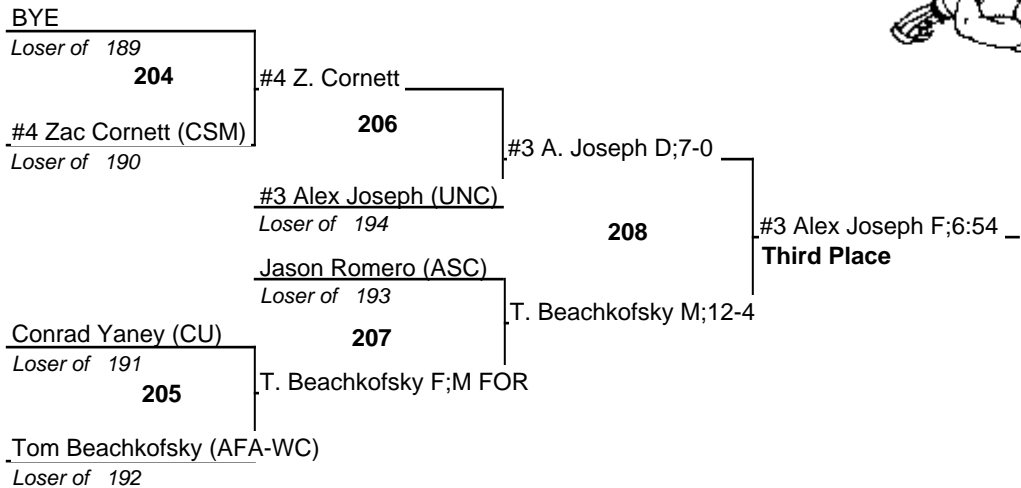 BYE
Loser of 189
204
#4 Z. Cornett
#4 Zac Cornett (CSM)
Loser of 190
206
#3 A. Joseph D;7-0
#3 Alex Joseph (UNC)
Loser of 194
208
#3 Alex Joseph F;6:54
Third Place
Jason Romero (ASC)
Loser of 193
T. Beachkofsky M;12-4
Conrad Yaney (CU)
Loser of 191
207
205
T. Beachkofsky F;M FOR
Tom Beachkofsky (AFA-WC)
Loser of 192